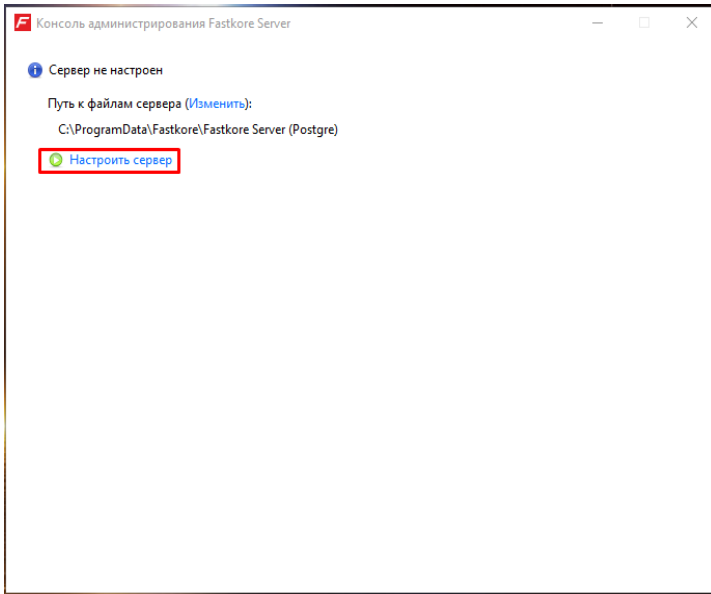 Консоль администрирования Fastkore Server
Сервер не настроен
Путь к файлам сервера (Изменить):
C:\ProgramData\Fastkore\Fastkore Server (Postgre)
Настроить сервер